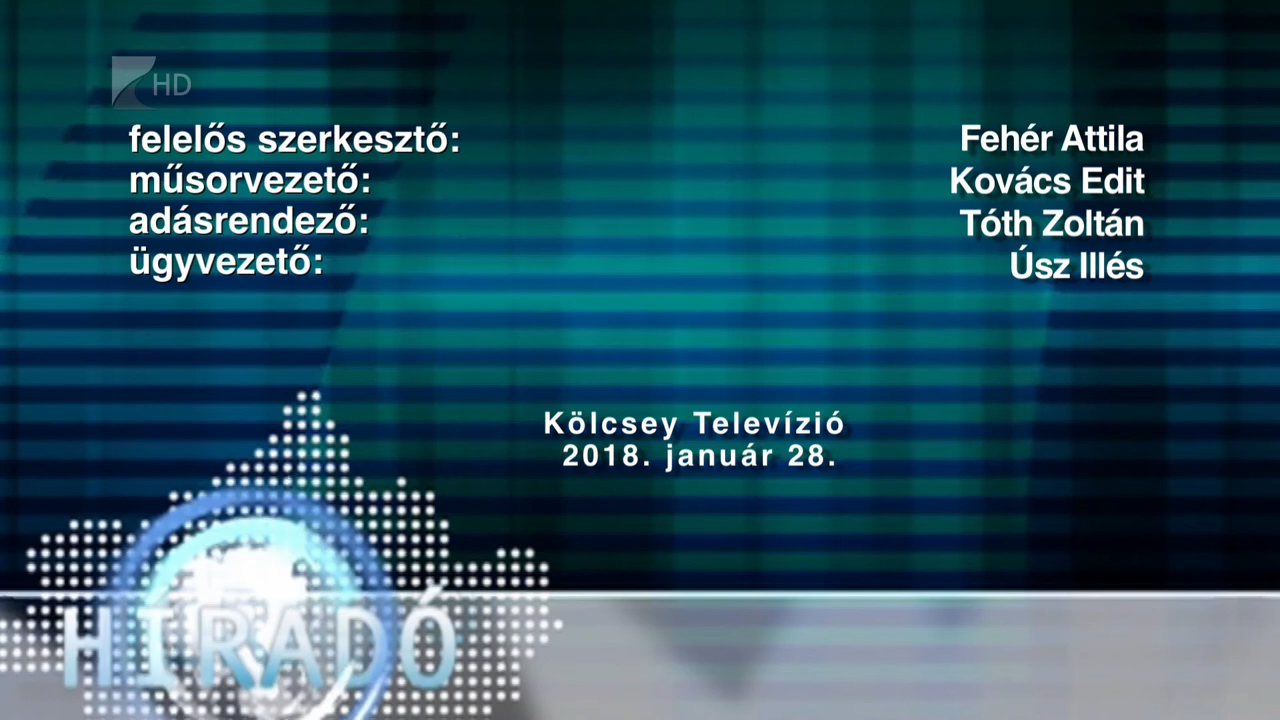 HD
felelős szerkesztő: Fehér Attila
műsorvezető: Kovács Edit
adásrendező: Tóth Zoltán
ügyvezető: Úsz Illés
Kölcsey Televízió
2018. január 28.
HÍRADÓ